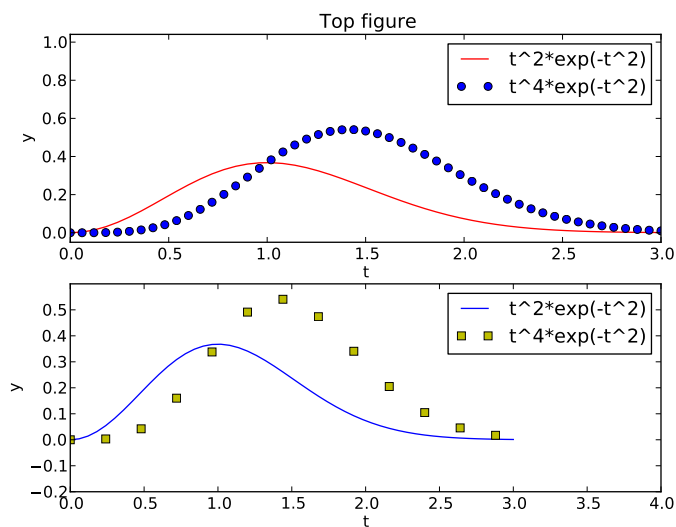 Top figure
1.0
0.8
0.6
0.4
0.2
0.0
y
t^2*exp(-t^2)
t^4*exp(-t^2)
0.0 0.5 1.0 1.5 2.0 2.5 3.0
t
0.5
0.4
0.3
0.2
0.1
0.0
−0.1
−0.2
y
t^2*exp(-t^2)
t^4*exp(-t^2)
0.0 0.5 1.0 1.5 2.0 2.5 3.0 3.5 4.0
t